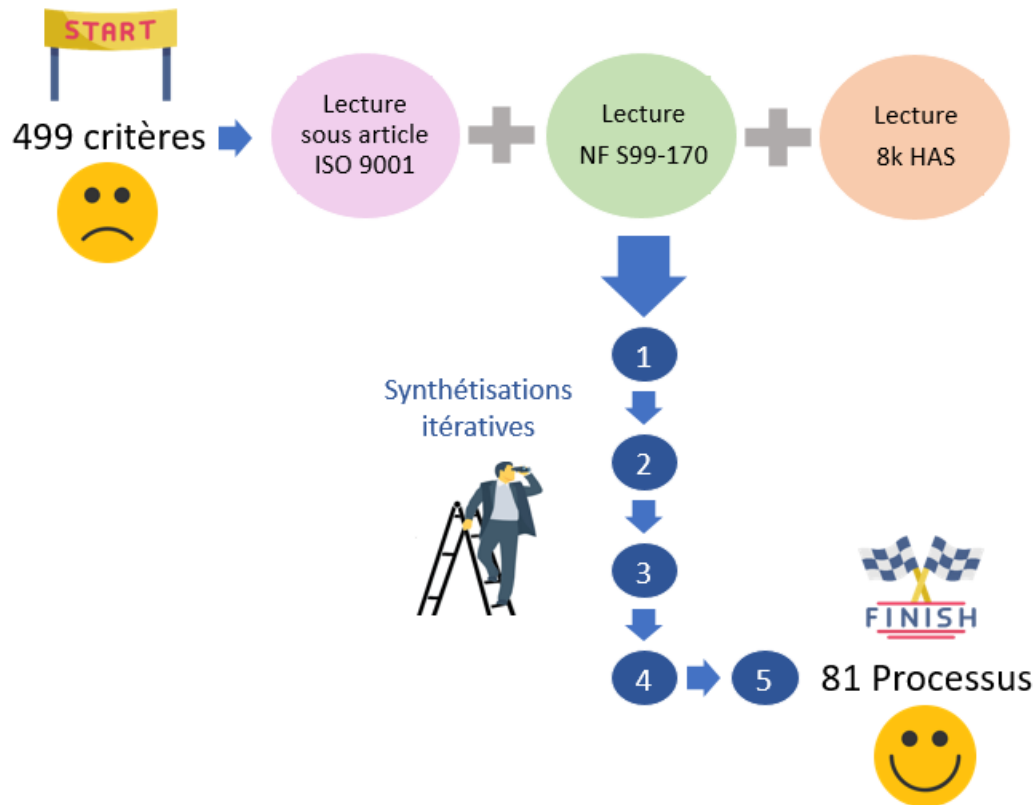 START
499 critères
Lecture
sous article
ISO 9001
Lecture
NF S99-170
Lecture
8k HAS
1
Synthétisations
itératives
2
3
4
5
FINISH
81 Processus